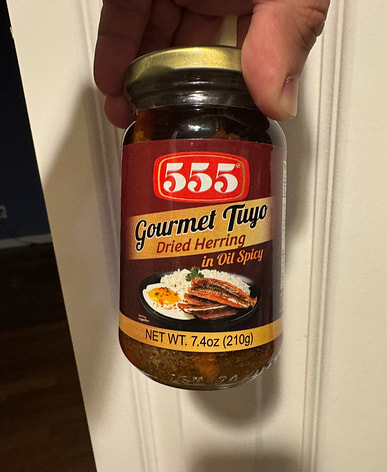 555
Gourmet Tuyo
Dried Herring
in Oil Spicy
NET WT. 7.4oz (210g)